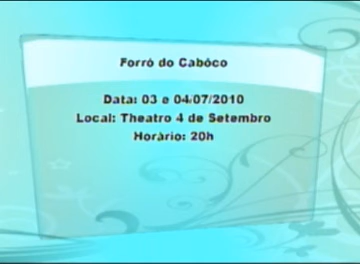 Forró do Cabôco
Data: 03 e 04/07/2010
Local: Theatro 4 de Setembro
Horário: 20h